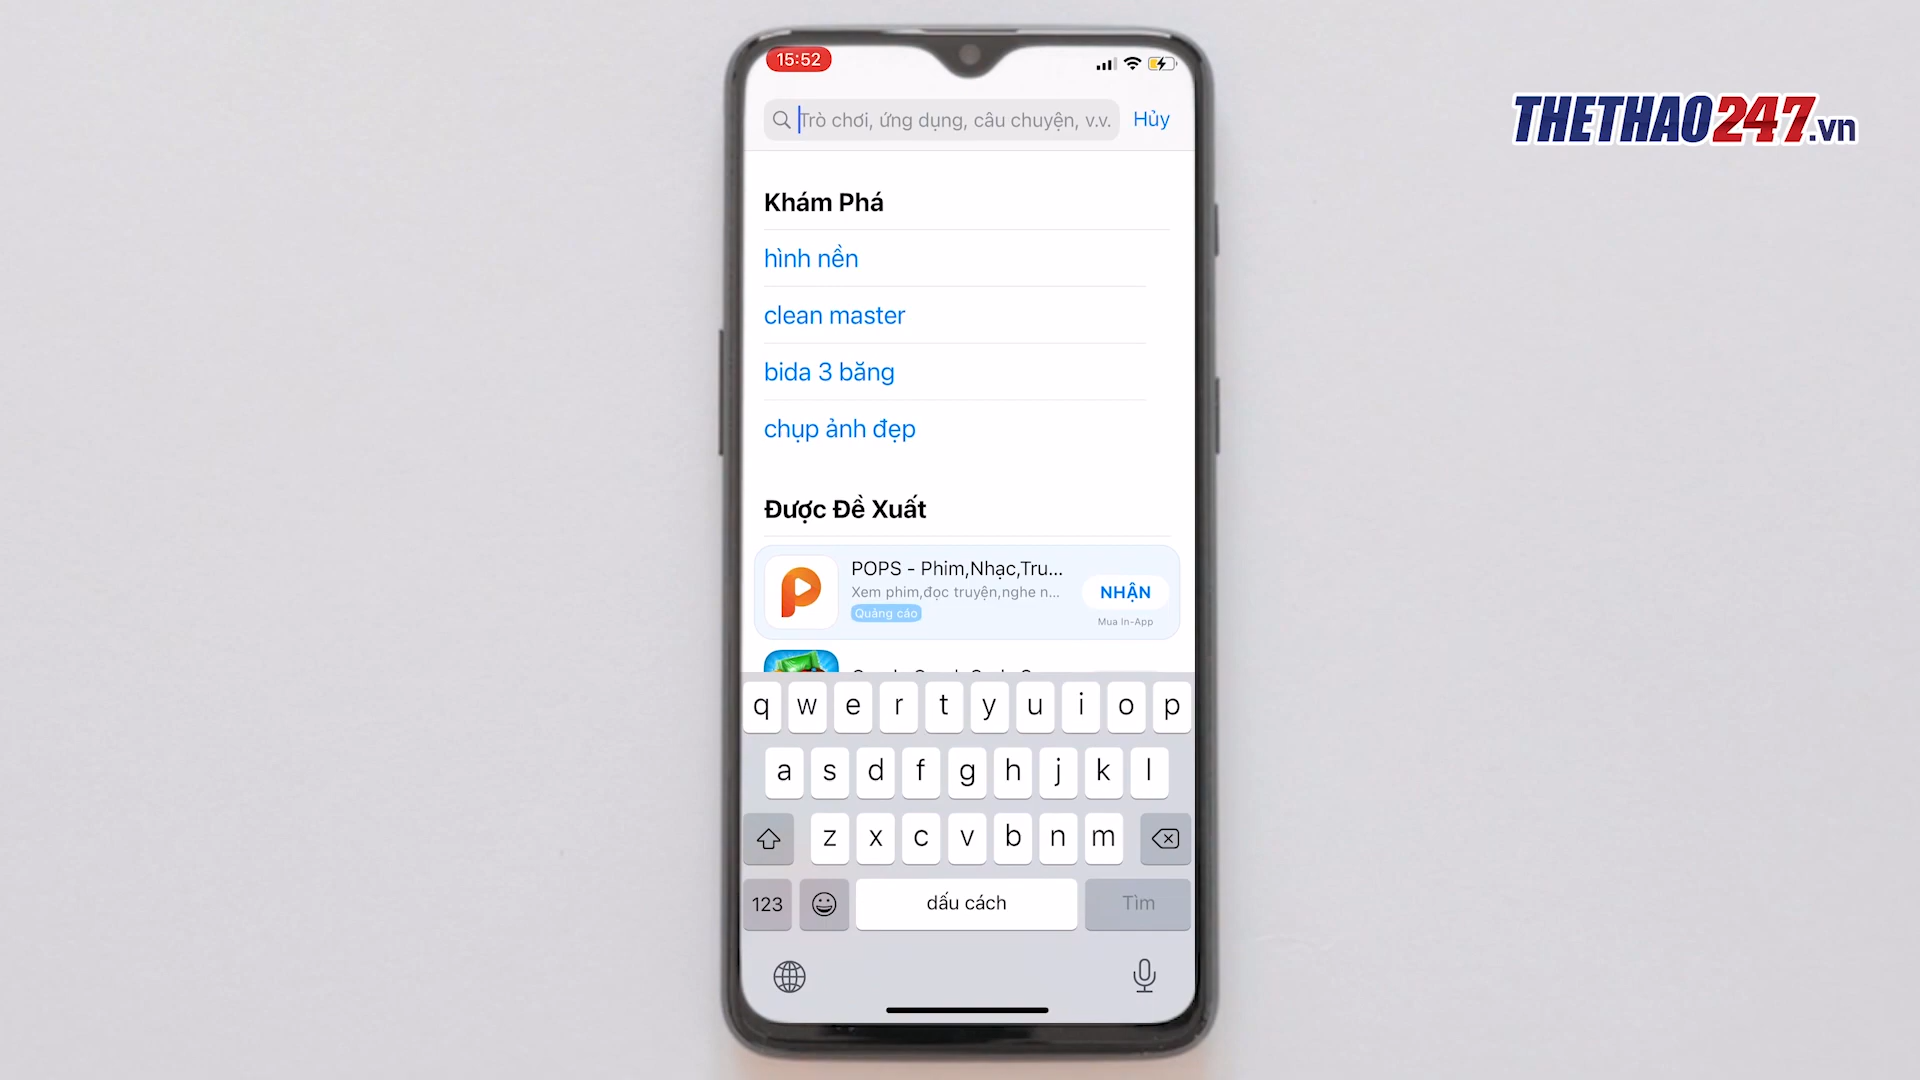 15:52
THETHAO247.vn
Trò chơi, ứng dụng, câu chuyện, v.v.
Hủy
Khám Phá
hình nền
clean master
bida 3 băng
chụp ảnh đẹp
Được Đề Xuất
POPS - Phim,Nhạc,Tru...
Xem phim,đọc truyện,nghe n...
Quảng cáo
NHẬN
Mua In-App
q w e r t y u i o p
a s d f g h j k l
z x c v b n m
123
dấu cách
Tìm